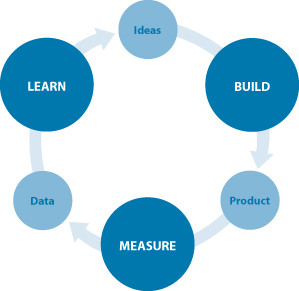 Ideas
BUILD
Product
MEASURE
Data
LEARN